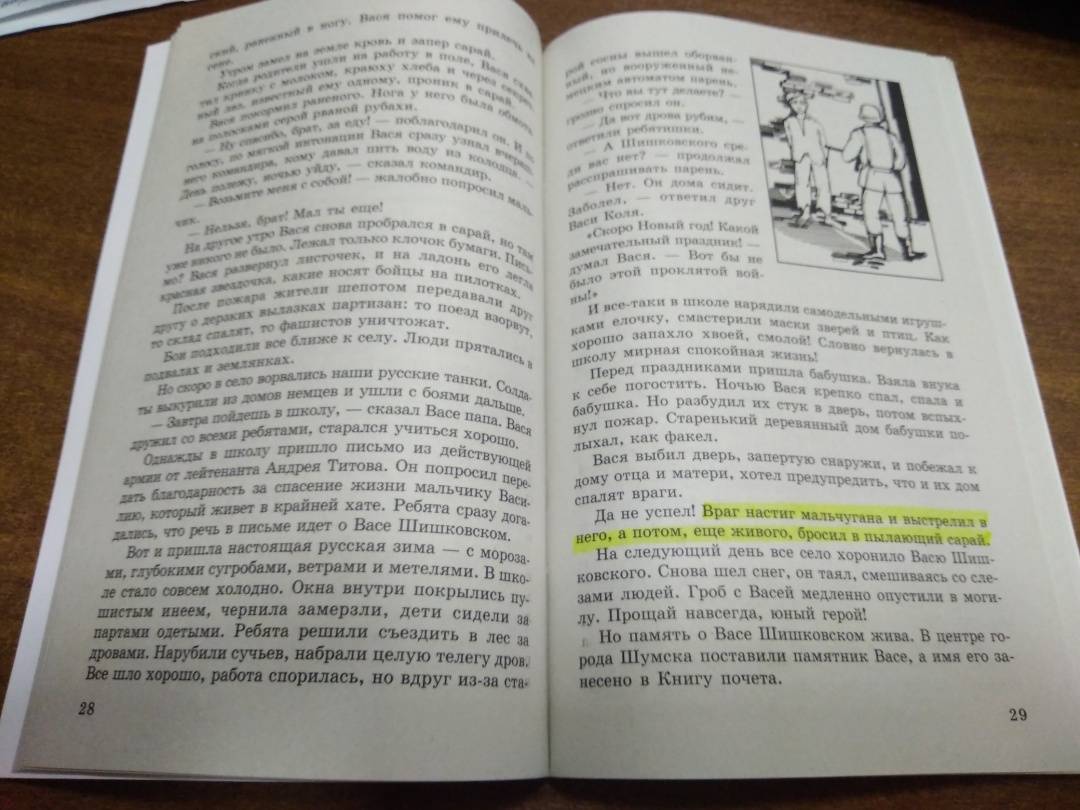 ский, раненный в ногу. Вася помог ему прилечь на
сене.
Утром замел на земле кровь и запер сарай.
Когда родители ушли на работу в поле, Вася схва-
тил кринку с молоком, краюху хлеба и через секрет-
ный лаз, известный ему одному, проник в сарай.
Вася покормил раненого. Нога у него была обмота
на полосками серой рваной рубахи.
— Ну спасибо, брат, за еду! — поблагодарил он. И по
голосу, по мягкой интонации Вася сразу узнал вчераш-
него командира, кому давал пить воду из колодца. —
День полежу, ночью уйду, — сказал командир. —
— Возьмите меня с собой! — жалобно попросил маль-
чик.
— Нельзя, брат! Мал ты еще!
На другое утро Вася снова пробрался в сарай, но там
уже никого не было. Лежал только клочок бумаги. Пись-
мо? Вася развернул листочек, и на ладонь его легла
красная звездочка, какие носят бойцы на пилотках.
После пожара жители шепотом передавали друг
другу о дерзких вылазках партизан: то поезд взорвут,
то склад спалят, то фашистов уничтожат.
Бои подходили все ближе к селу. Люди прятались в
подвалах и землянках.
Но скоро в село ворвались наши русские танки. Солда-
ты выкурили из домов немцев и ушли с боями дальше.
— Завтра пойдешь в школу, — сказал Васе папа. Вася
дружил со всеми ребятами, старался учиться хорошо.
Однажды в школу пришло письмо из действующей
армии от лейтенанта Андрея Титова. Он попросил пере-
дать благодарность за спасение жизни мальчику Васи-
лию, который живет в крайней хате. Ребята сразу дога-
дались, что речь в письме идет о Васе Шишковском.
Вот и пришла настоящая русская зима — с мороза-
ми, глубокими сугробами, ветрами и метелями. В шко-
ле стало совсем холодно. Окна внутри покрылись пу-
шистым инеем, чернила замерзли, дети сидели за
партами одетыми. Ребята решили съездить в лес за
дровами. Нарубили сучьев, набрали целую телегу дров.
Все шло хорошо, работа спорилась, но вдруг из-за ста-
28
рой сосны вышел оборван-
ный, но вооруженный не-
мецким автоматом парень.
— Что вы тут делаете? —
грозно спросил он.
— Да вот дрова рубим, —
ответили ребятишки.
— А Шишковского сре-
ди вас нет? — продолжал
расспрашивать парень.
— Нет. Он дома сидит.
Заболел, — ответил друг
Васи Коля.
«Скоро Новый год! Какой
замечательный праздник! —
думал Вася. — Вот бы не
было этой проклятой вой-
ны!»
И все-таки в школе нарядили самодельными игруш-
ками елочку, смастерили маски зверей и птиц. Как
хорошо запахло хвоей, смолой! Словно вернулась в
школу мирная спокойная жизнь!
Перед праздниками пришла бабушка. Взяла внука
к себе погостить. Ночью Вася крепко спал, спала и
бабушка. Но разбудил их стук в дверь, потом вспых-
нул пожар. Старенький деревянный дом бабушки по-
лыхал, как факел.
Вася выбил дверь, запертую снаружи, и побежал к
дому отца и матери, хотел предупредить, что и их дом
спалят враги.
Да не успел! Враг настиг мальчугана и выстрелил в
него, а потом, еще живого, бросил в пылающий сарай.
На следующий день все село хоронило Васю Шиш-
ковского. Снова шел снег, он таял, смешиваясь со сле-
зами людей. Гроб с Васей медленно опустили в моги-
лу. Прощай навсегда, юный герой!
Но память о Васе Шишковском жива. В центре го-
рода Шумска поставили памятник Васе, а имя его за-
несено в Книгу почета.
29